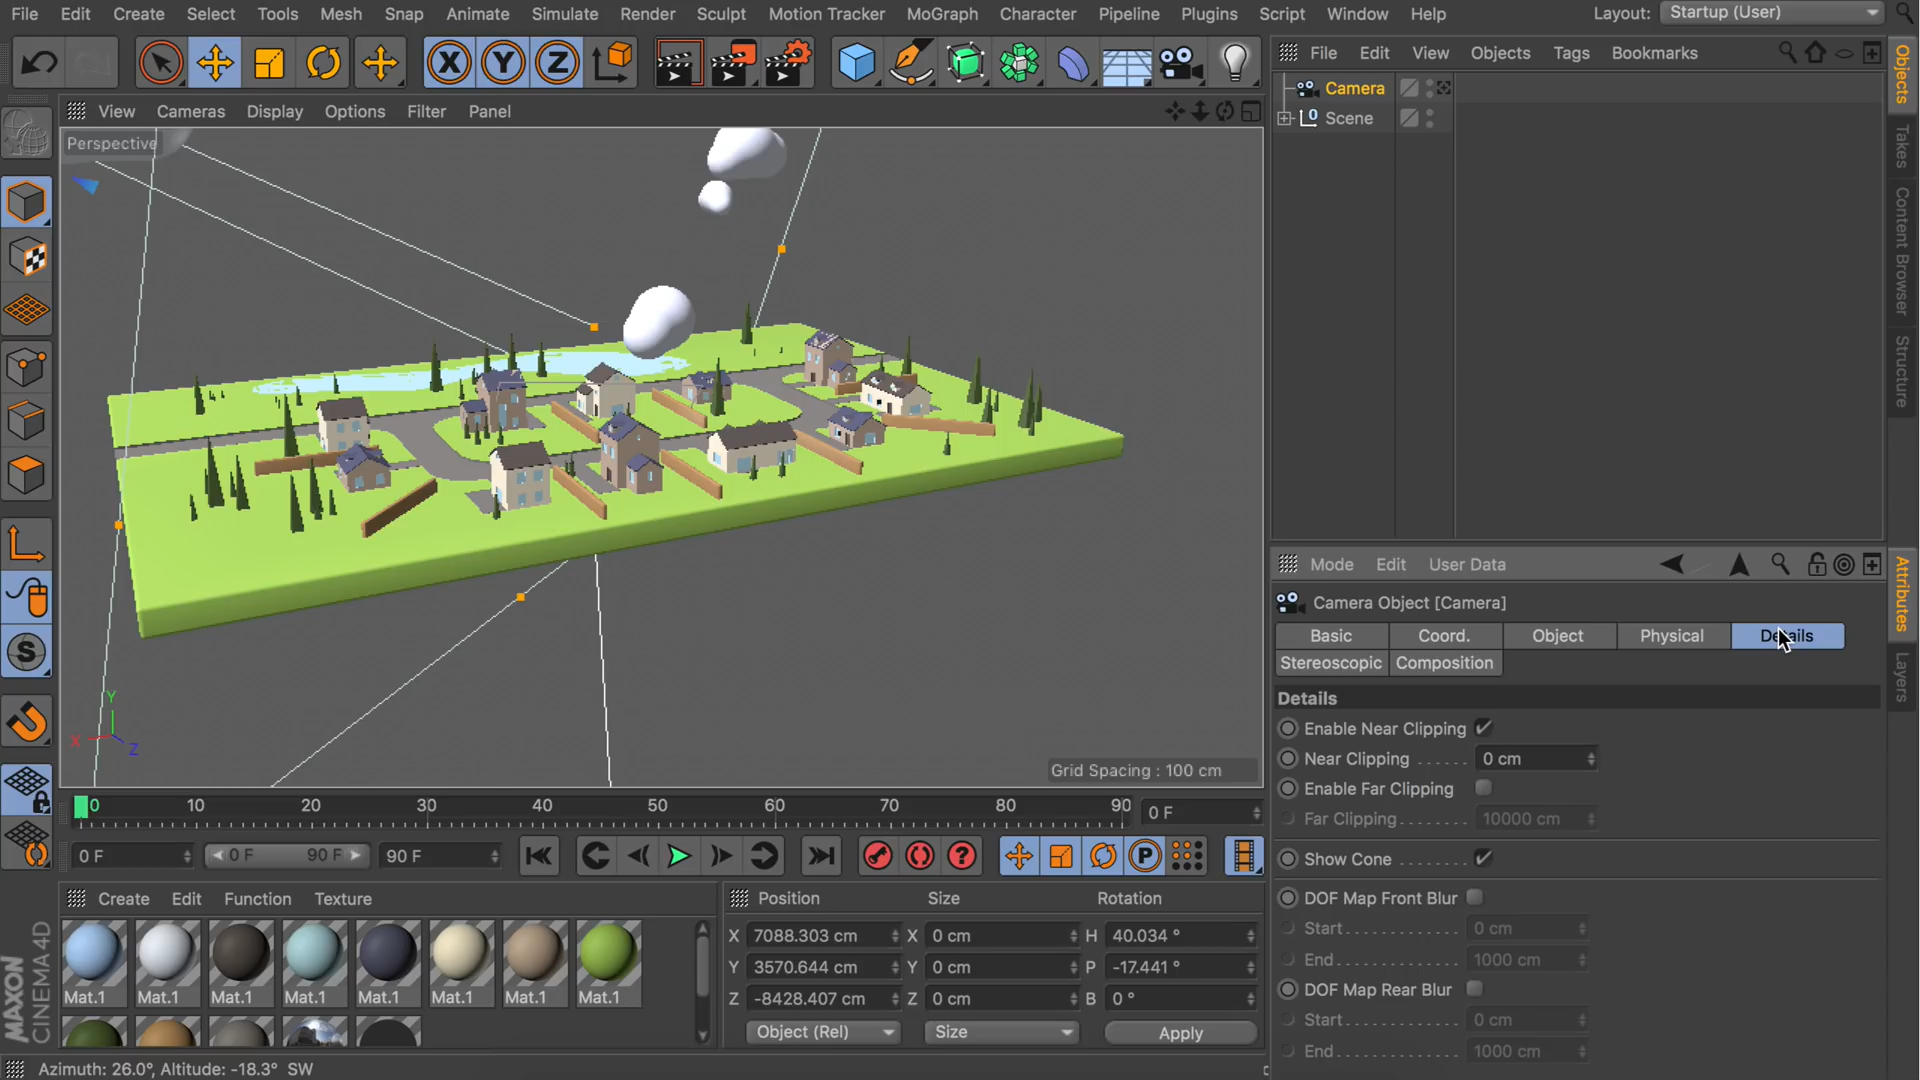 File Edit Create Select Tools Mesh Snap Animate Simulate Render Sculpt Motion Tracker MoGraph Character Pipeline Plugins Script Window Help Layout: Startup (User)
X Y Z
File Edit View Objects Tags Bookmarks
Objects
Takes
Content Browser
Structure
Camera
Scene
View Cameras Display Options Filter Panel
Perspective
Y
X
Z
Grid Spacing : 100 cm
Mode Edit User Data
Attributes
Layers
Camera Object [Camera]
Basic Coord. Object Physical Details
Stereoscopic Composition
Details
Enable Near Clipping
Near Clipping ...... 0 cm
Enable Far Clipping
Far Clipping........ 10000 cm
Show Cone ........
DOF Map Front Blur
Start.............. 0 cm
End................ 1000 cm
DOF Map Rear Blur
Start.............. 0 cm
End................ 1000 cm
0 10 20 30 40 50 60 70 80 90 0 F
0 F 0 F 90 F 90 F
P
S
Create Edit Function Texture
Mat.1 Mat.1 Mat.1 Mat.1 Mat.1 Mat.1 Mat.1 Mat.1
Position Size Rotation
X 7088.303 cm X 0 cm H 40.034 °
Y 3570.644 cm Y 0 cm P -17.441 °
Z -8428.407 cm Z 0 cm B 0 °
Object (Rel) Size Apply
MAXON
CINEMA 4D
Azimuth: 26.0°, Altitude: -18.3° SW